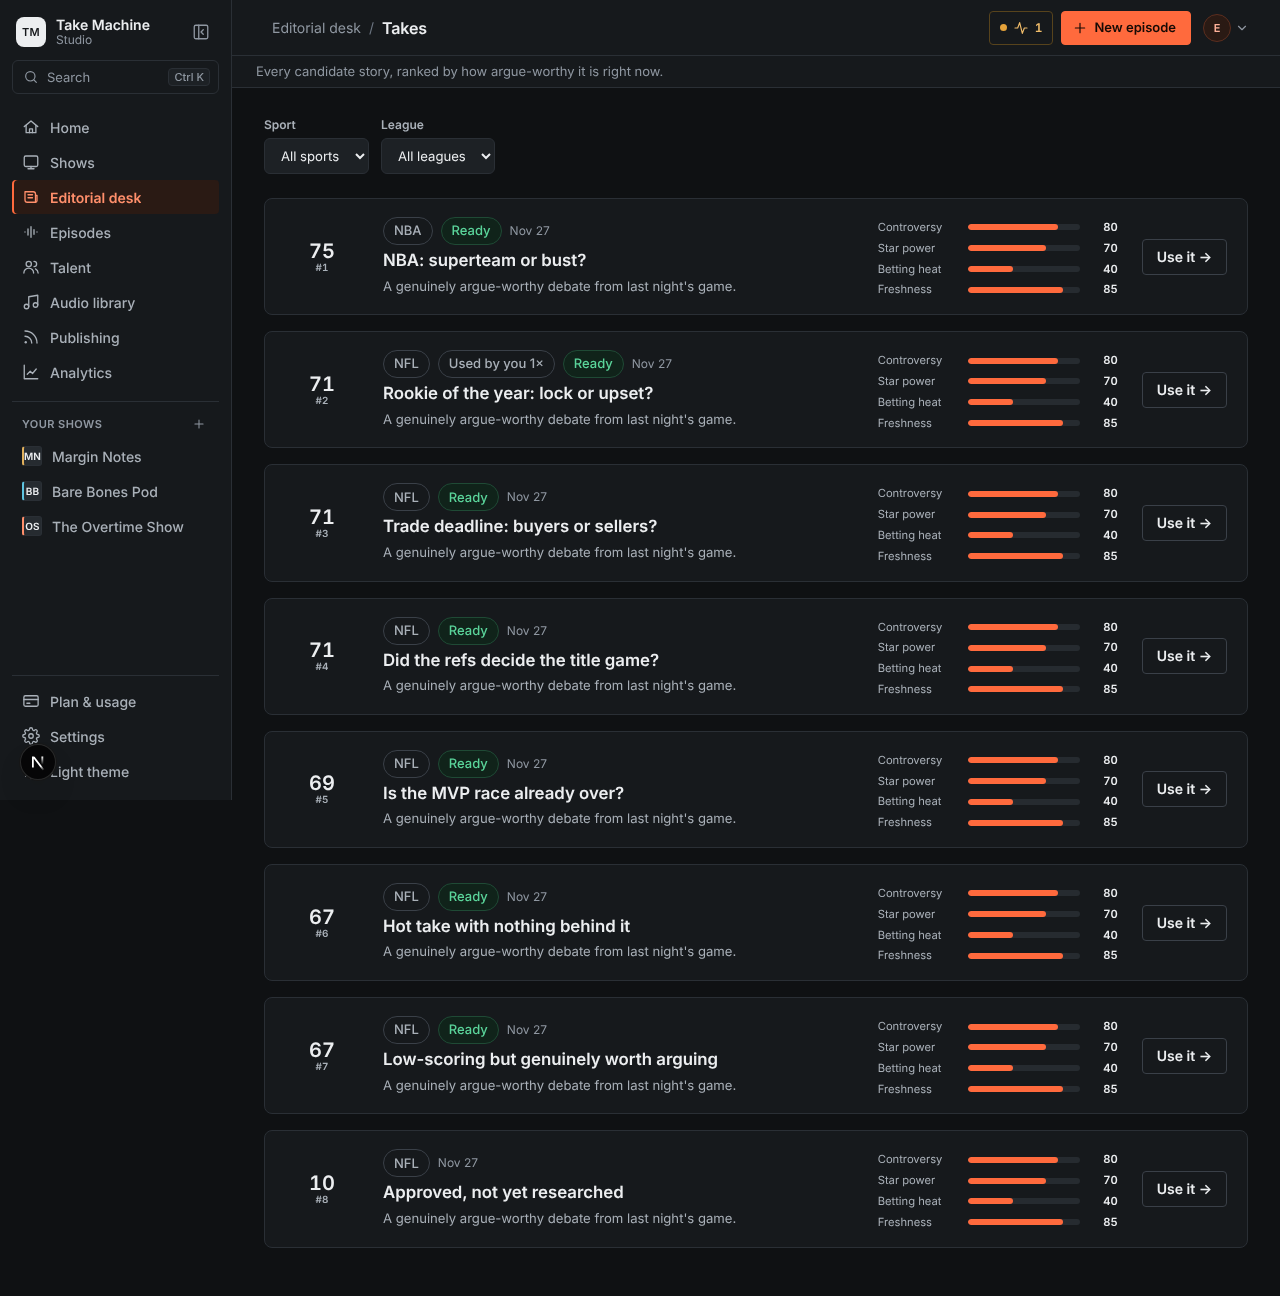 TM
Take Machine
Studio
Search
Ctrl K
Home
Shows
Editorial desk
Episodes
Talent
Audio library
Publishing
Analytics
YOUR SHOWS
MN Margin Notes
BB Bare Bones Pod
OS The Overtime Show
Plan & usage
Settings
N
Light theme
Editorial desk / Takes
1
+ New episode
E
Every candidate story, ranked by how argue-worthy it is right now.
Sport
League
All sports
All leagues
75
#1
NBA Ready Nov 27
NBA: superteam or bust?
A genuinely argue-worthy debate from last night's game.
Controversy 80
Star power 70
Betting heat 40
Freshness 85
Use it →
71
#2
NFL Used by you 1× Ready Nov 27
Rookie of the year: lock or upset?
A genuinely argue-worthy debate from last night's game.
Controversy 80
Star power 70
Betting heat 40
Freshness 85
Use it →
71
#3
NFL Ready Nov 27
Trade deadline: buyers or sellers?
A genuinely argue-worthy debate from last night's game.
Controversy 80
Star power 70
Betting heat 40
Freshness 85
Use it →
71
#4
NFL Ready Nov 27
Did the refs decide the title game?
A genuinely argue-worthy debate from last night's game.
Controversy 80
Star power 70
Betting heat 40
Freshness 85
Use it →
69
#5
NFL Ready Nov 27
Is the MVP race already over?
A genuinely argue-worthy debate from last night's game.
Controversy 80
Star power 70
Betting heat 40
Freshness 85
Use it →
67
#6
NFL Ready Nov 27
Hot take with nothing behind it
A genuinely argue-worthy debate from last night's game.
Controversy 80
Star power 70
Betting heat 40
Freshness 85
Use it →
67
#7
NFL Ready Nov 27
Low-scoring but genuinely worth arguing
A genuinely argue-worthy debate from last night's game.
Controversy 80
Star power 70
Betting heat 40
Freshness 85
Use it →
10
#8
NFL Nov 27
Approved, not yet researched
A genuinely argue-worthy debate from last night's game.
Controversy 80
Star power 70
Betting heat 40
Freshness 85
Use it →